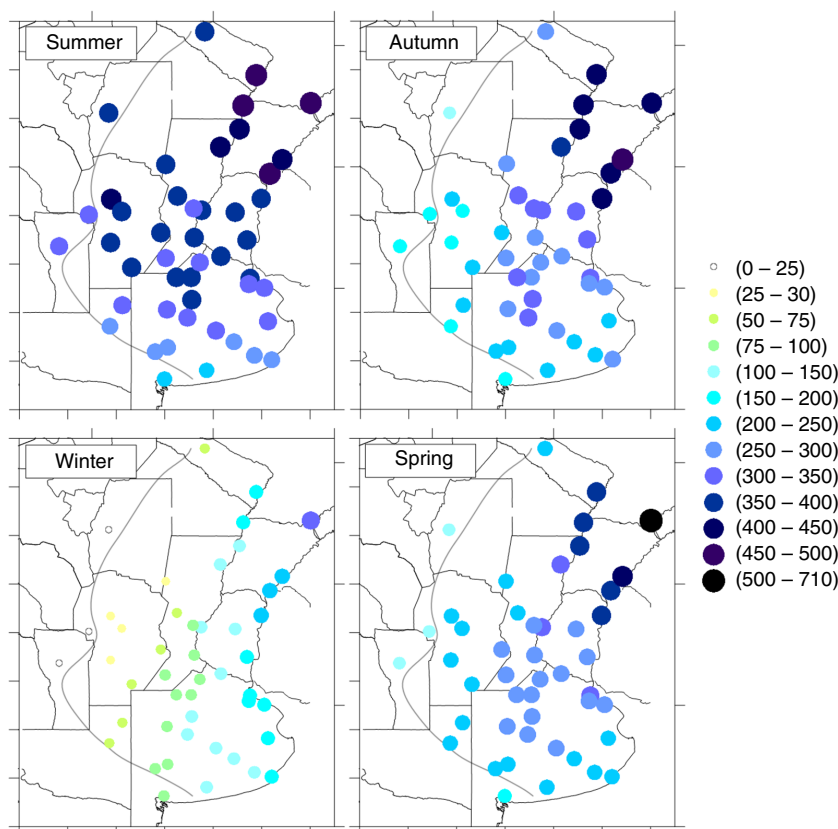 Summer
Autumn
Winter
Spring
(0 – 25)
(25 – 30)
(50 – 75)
(75 – 100)
(100 – 150)
(150 – 200)
(200 – 250)
(250 – 300)
(300 – 350)
(350 – 400)
(400 – 450)
(450 – 500)
(500 – 710)